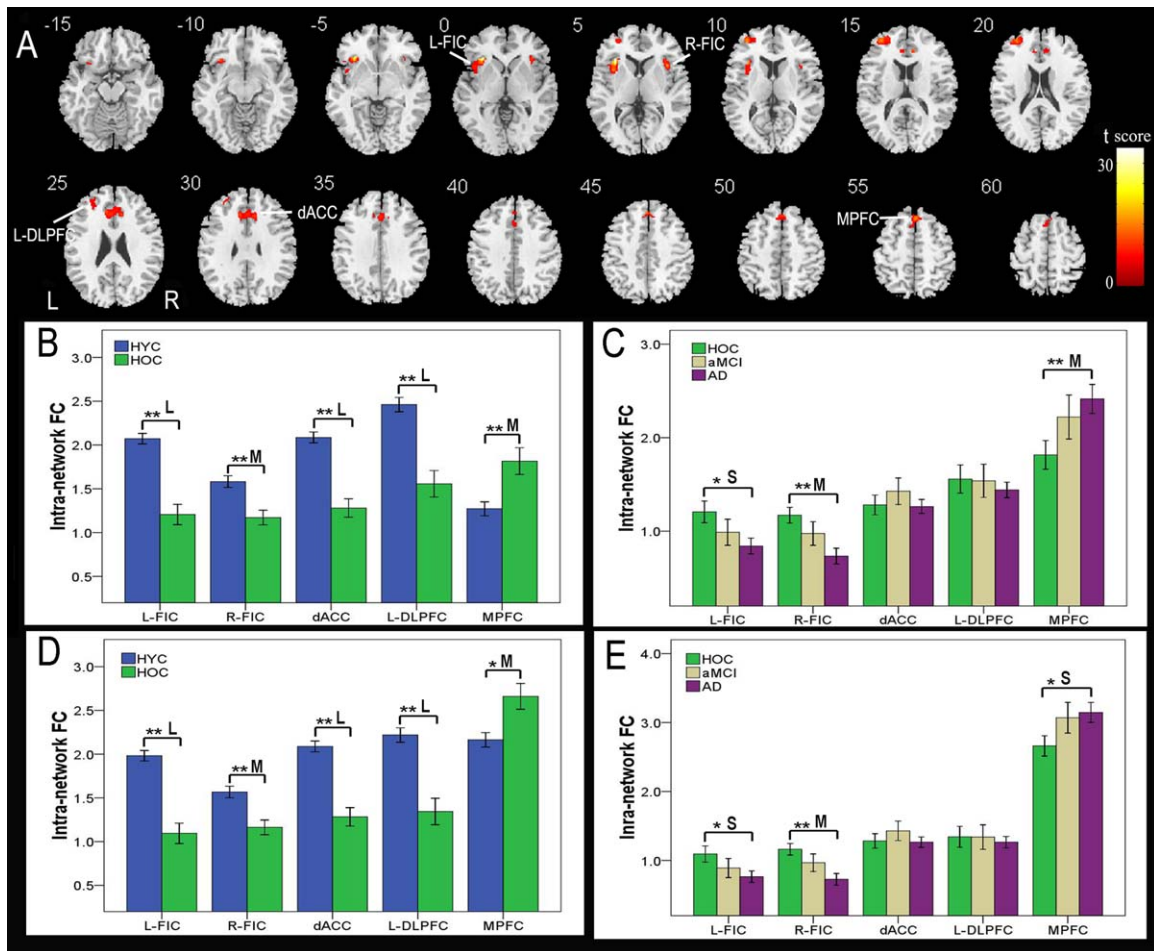 A
-15 -10 -5 0 5 10 15 20
L-FIC R-FIC
t score
30
0
25 30 35 40 45 50 55 60
L-DLPFC dACC MPFC
L R
B
HYC
HOC
Intra-network FC
3.0
2.5
2.0
1.5
1.0
0.5
** L
** M
** L
** L
** M
L-FIC R-FIC dACC L-DLPFC MPFC
C
HOC
aMCI
AD
Intra-network FC
3.0
2.0
1.0
* S
** M
** M
L-FIC R-FIC dACC L-DLPFC MPFC
D
HYC
HOC
Intra-network FC
3.0
2.5
2.0
1.5
1.0
0.5
** L
** M
** L
** L
* M
L-FIC R-FIC dACC L-DLPFC MPFC
E
HOC
aMCI
AD
Inra-network FC
4.0
3.0
2.0
1.0
* S
** M
* S
L-FIC R-FIC dACC L-DLPFC MPFC